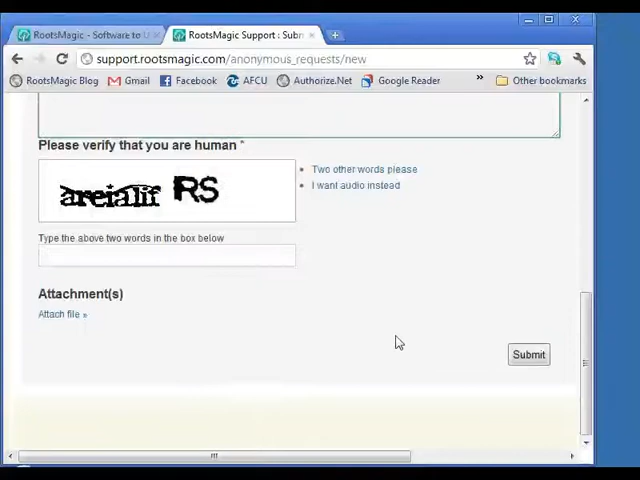 RootsMagic - Software to U
RootsMagic Support : Subm
support.rootsmagic.com/anonymous_requests/new
RootsMagic Blog Gmail Facebook AFCU Authorize.Net Google Reader » Other bookmarks
Please verify that you are human *
areialif RS
Two other words please
I want audio instead
Type the above two words in the box below
Attachment(s)
Attach file »
Submit